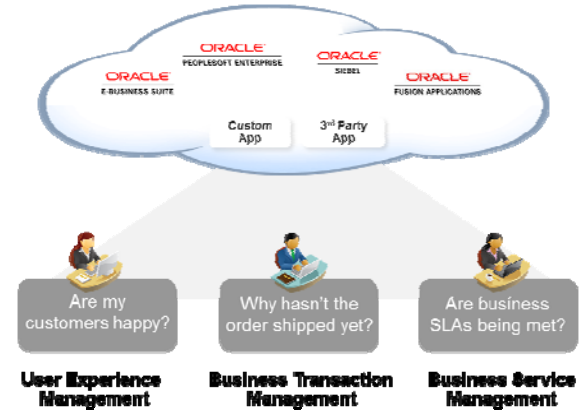 ORACLE
PEOPLESOFT ENTERPRISE
ORACLE
SIEBEL
ORACLE
E-BUSINESS SUITE
ORACLE
FUSION APPLICATIONS
Custom
App
3rd Party
App
Are my
customers happy?
Why hasn't the
order shipped yet?
Are business
SLAs being met?
User Experience
Management
Business Transaction
Management
Business Service
Management